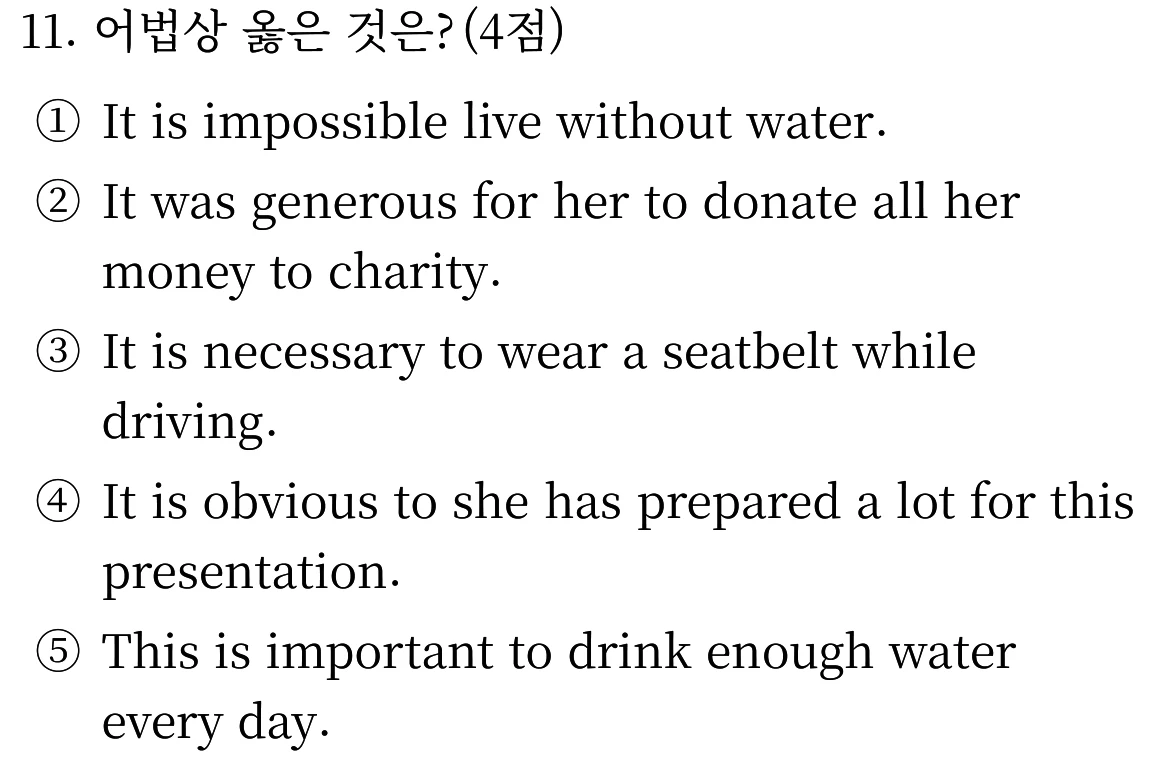 11. 어법상 옳은 것은?(4점)
① It is impossible live without water.
② It was generous for her to donate all her
money to charity.
③ It is necessary to wear a seatbelt while
driving.
④ It is obvious to she has prepared a lot for this
presentation.
⑤ This is important to drink enough water
every day.